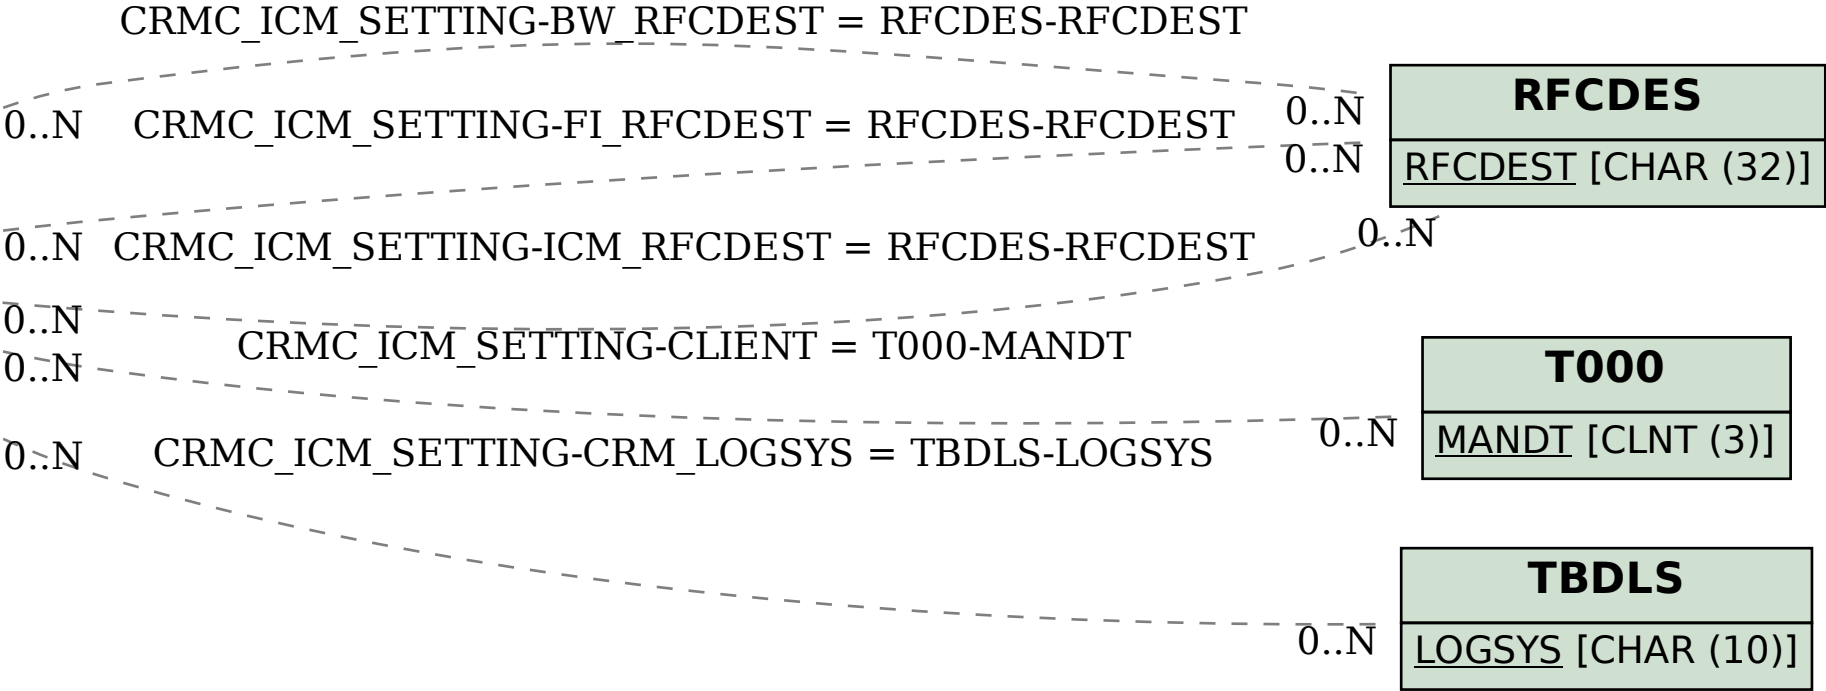 CRMC_ICM_SETTING-BW_RFCDEST = RFCDES-RFCDEST
0..N
0..N
CRMC_ICM_SETTING-FI_RFCDEST = RFCDES-RFCDEST
0..N
0..N
CRMC_ICM_SETTING-ICM_RFCDEST = RFCDES-RFCDEST
0..N
0..N
CRMC_ICM_SETTING-CLIENT = T000-MANDT
0..N
0..N
CRMC_ICM_SETTING-CRM_LOGSYS = TBDLS-LOGSYS
0..N
0..N
RFCDES
RFCDEST [CHAR (32)]
T000
MANDT [CLNT (3)]
TBDLS
LOGSYS [CHAR (10)]